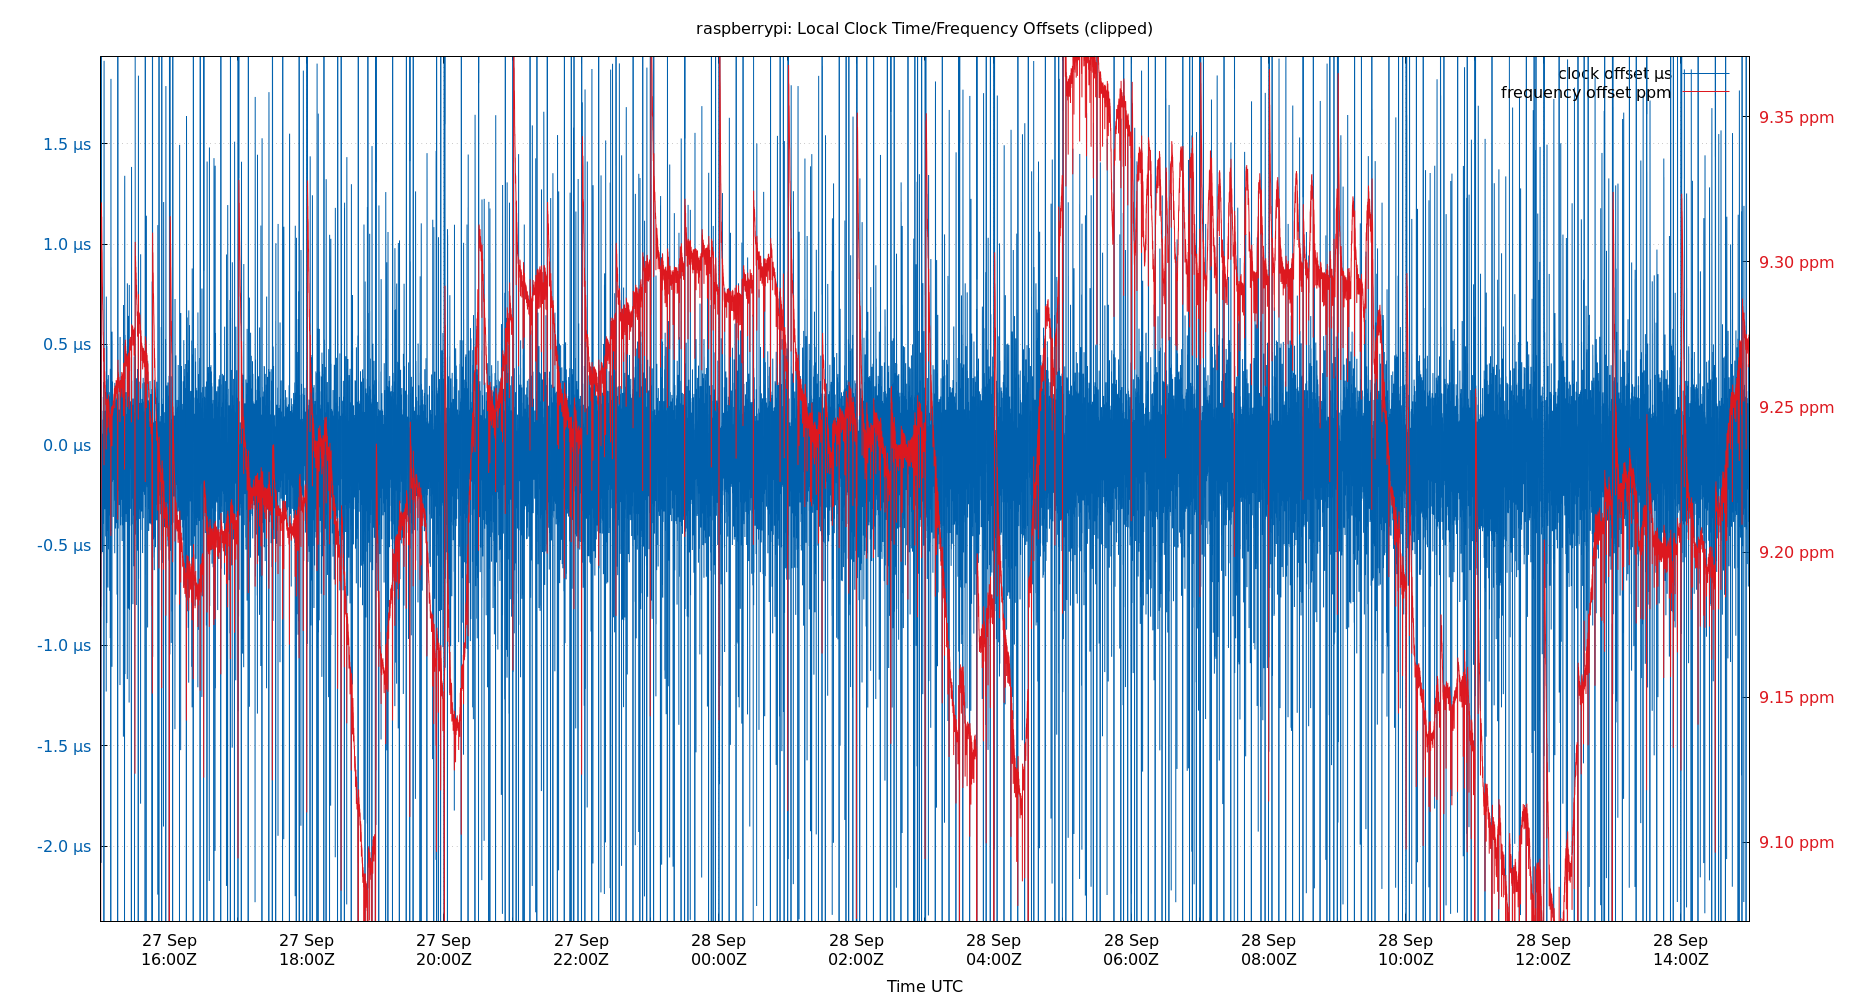 raspberrypi: Local Clock Time/Frequency Offsets (clipped)
clock offset µs
frequency offset ppm
1.5 µs
1.0 µs
0.5 µs
0.0 µs
-0.5 µs
-1.0 µs
-1.5 µs
-2.0 µs
9.35 ppm
9.30 ppm
9.25 ppm
9.20 ppm
9.15 ppm
9.10 ppm
27 Sep 27 Sep 27 Sep 27 Sep 28 Sep 28 Sep 28 Sep 28 Sep 28 Sep 28 Sep 28 Sep 28 Sep
16:00Z 18:00Z 20:00Z 22:00Z 00:00Z 02:00Z 04:00Z 06:00Z 08:00Z 10:00Z 12:00Z 14:00Z
Time UTC